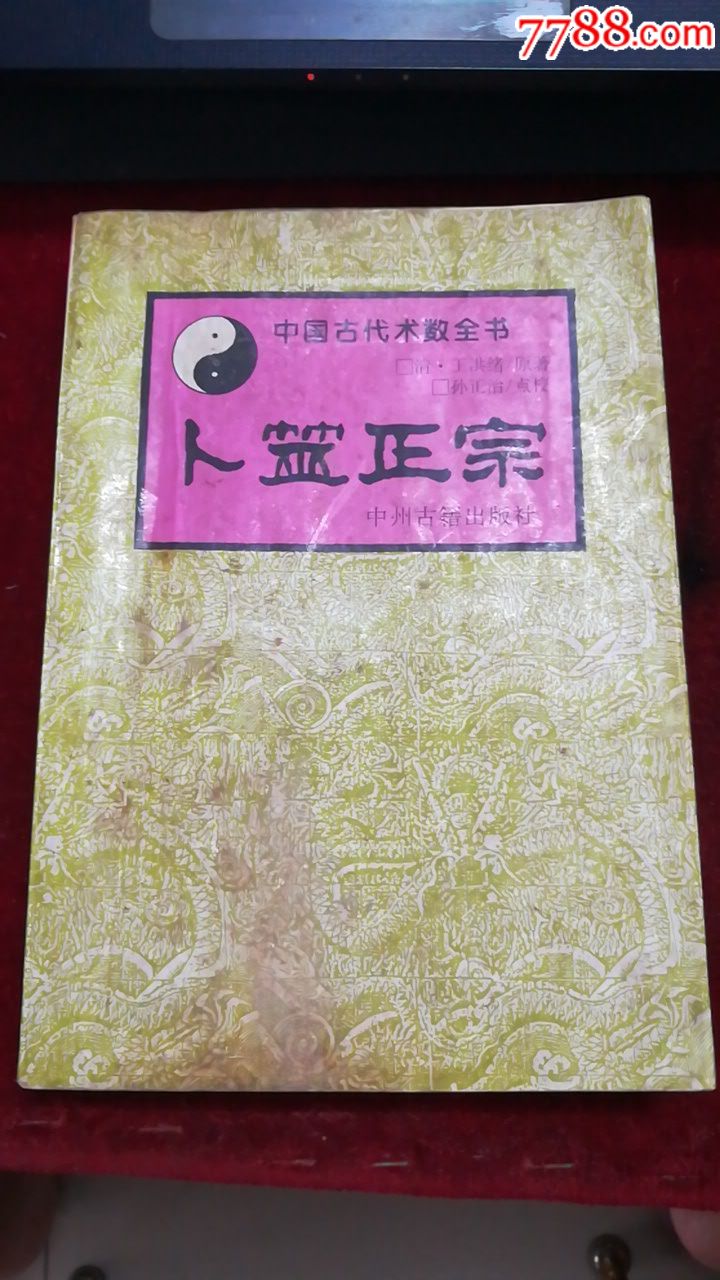 7788.com
中国古代术数全书
□清·王洪绪/原著
□孙正治/点校
卜筮正宗
中州古籍出版社